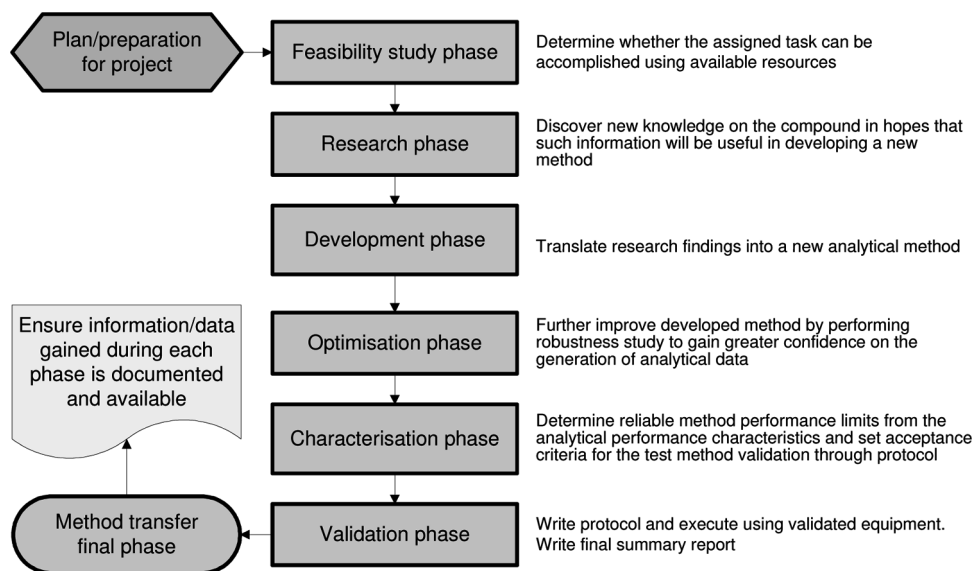 Plan/preparation
for project
Feasibility study phase
Determine whether the assigned task can be
accomplished using available resources
Research phase
Discover new knowledge on the compound in hopes that
such information will be useful in developing a new
method
Development phase
Translate research findings into a new analytical method
Optimisation phase
Further improve developed method by performing
robustness study to gain greater confidence on the
generation of analytical data
Ensure information/data
gained during each
phase is documented
and available
Characterisation phase
Determine reliable method performance limits from the
analytical performance characteristics and set acceptance
criteria for the test method validation through protocol
Method transfer
final phase
Validation phase
Write protocol and execute using validated equipment.
Write final summary report